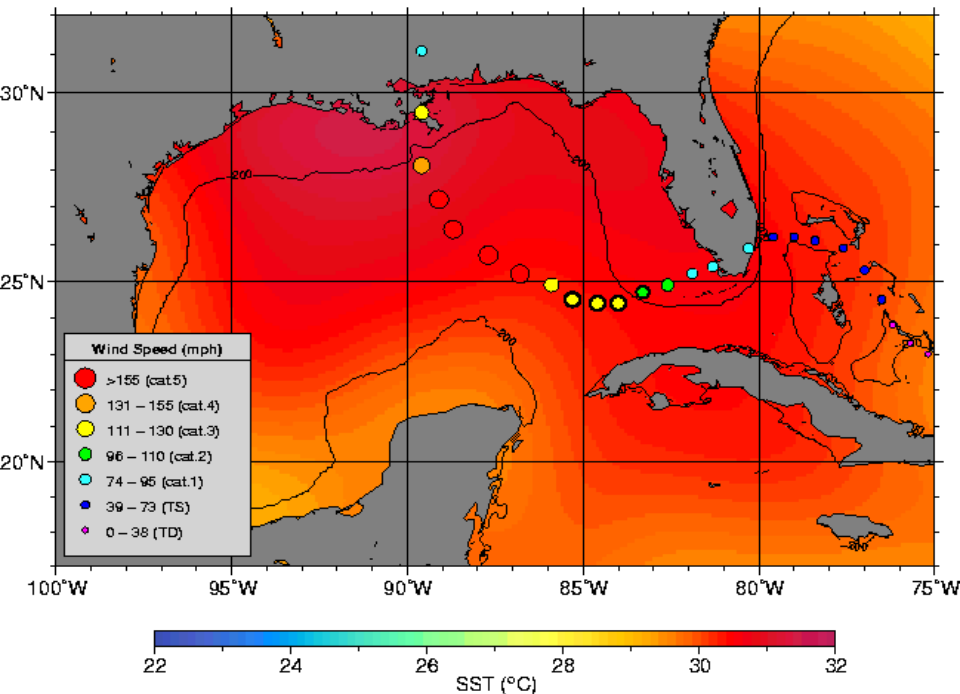 30°N
25°N
20°N
200
200
200
Wind Speed (mph)
>155 (cat.5)
131 – 155 (cat.4)
111 – 130 (cat.3)
96 – 110 (cat.2)
74 – 95 (cat.1)
39 – 73 (TS)
0 – 38 (TD)
100°W 95°W 90°W 85°W 80°W 75°W
22 24 26 28 30 32
SST (°C)